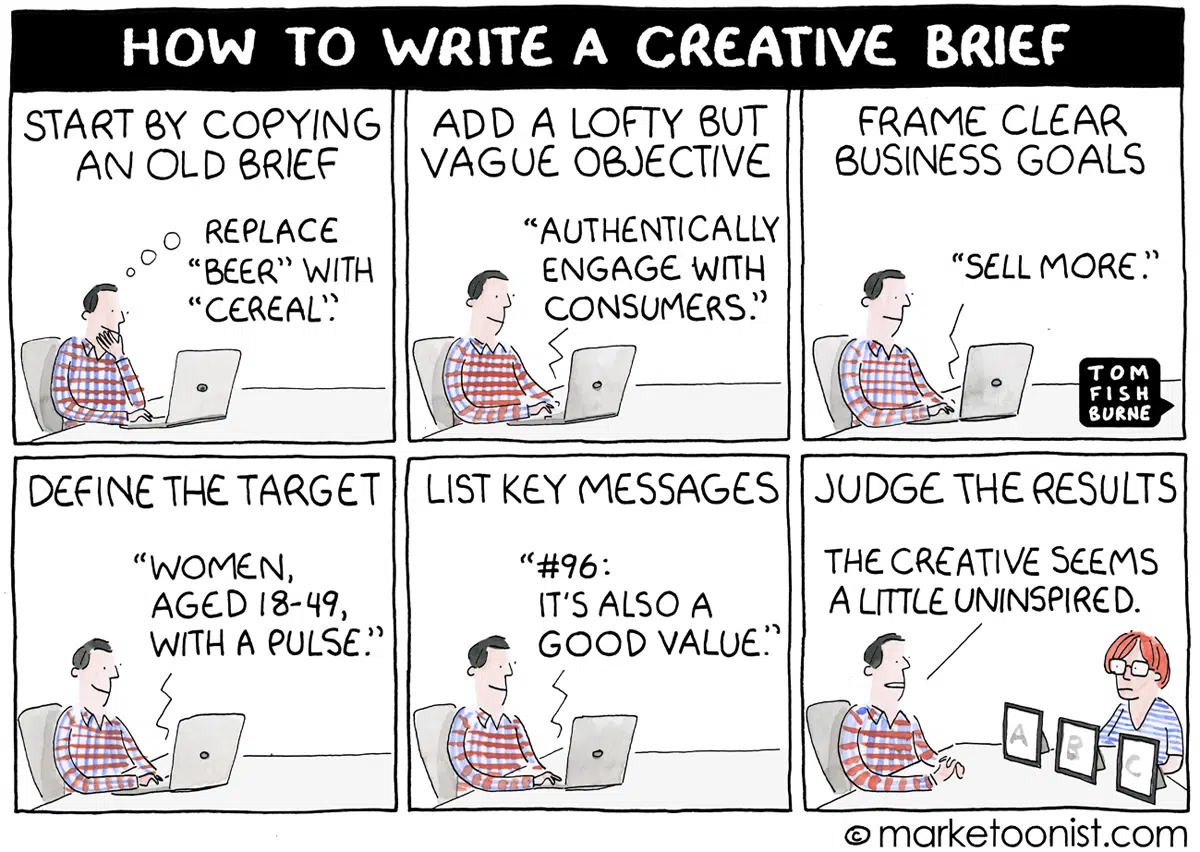 HOW TO WRITE A CREATIVE BRIEF
START BY COPYING
AN OLD BRIEF
REPLACE
"BEER" WITH
"CEREAL".
ADD A LOFTY BUT
VAGUE OBJECTIVE
"AUTHENTICALLY
ENGAGE WITH
CONSUMERS."
FRAME CLEAR
BUSINESS GOALS
"SELL MORE."
TOM
FISH
BURNE
DEFINE THE TARGET
"WOMEN,
AGED 18-49,
WITH A PULSE."
LIST KEY MESSAGES
"#96:
IT'S ALSO A
GOOD VALUE."
JUDGE THE RESULTS
THE CREATIVE SEEMS
A LITTLE UNINSPIRED.
A
B
C
© marketoonist.com